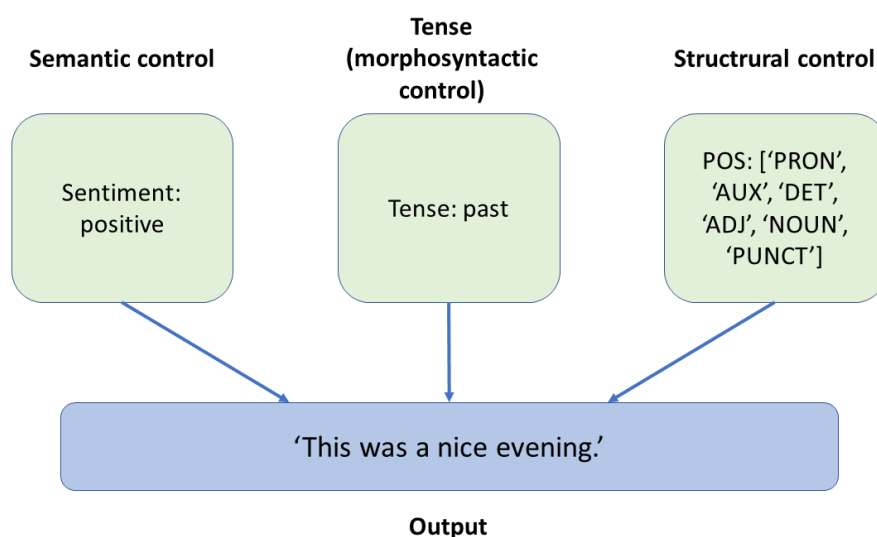 Semantic control
Tense
(morphosyntactic
control)
Structrural control
Sentiment:
positive
Tense: past
POS: [‘PRON’,
‘AUX’, ‘DET’,
‘ADJ’, ‘NOUN’,
‘PUNCT’]
‘This was a nice evening.’
Output